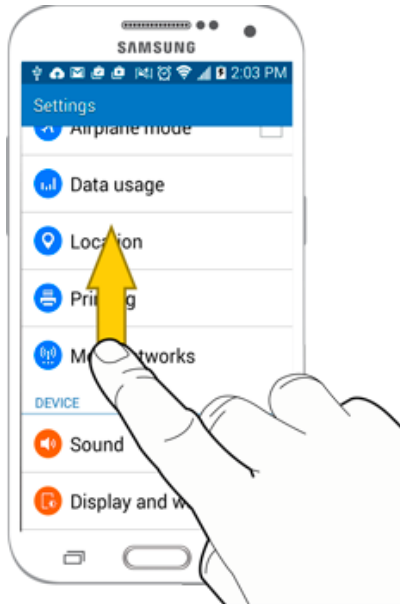 SAMSUNG
2:03 PM
Settings
Airplane mode
Data usage
Location
Printing
More networks
DEVICE
Sound
Display and